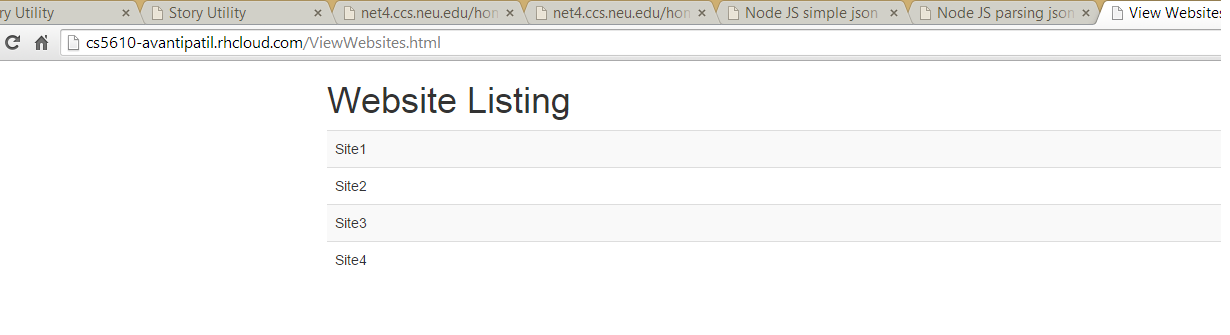 ry Utility Story Utility net4.ccs.neu.edu/hon net4.ccs.neu.edu/hon Node JS simple json Node JS parsing json View Websites
cs5610-avantipatil.rhcloud.com/ViewWebsites.html
Website Listing
Site1
Site2
Site3
Site4